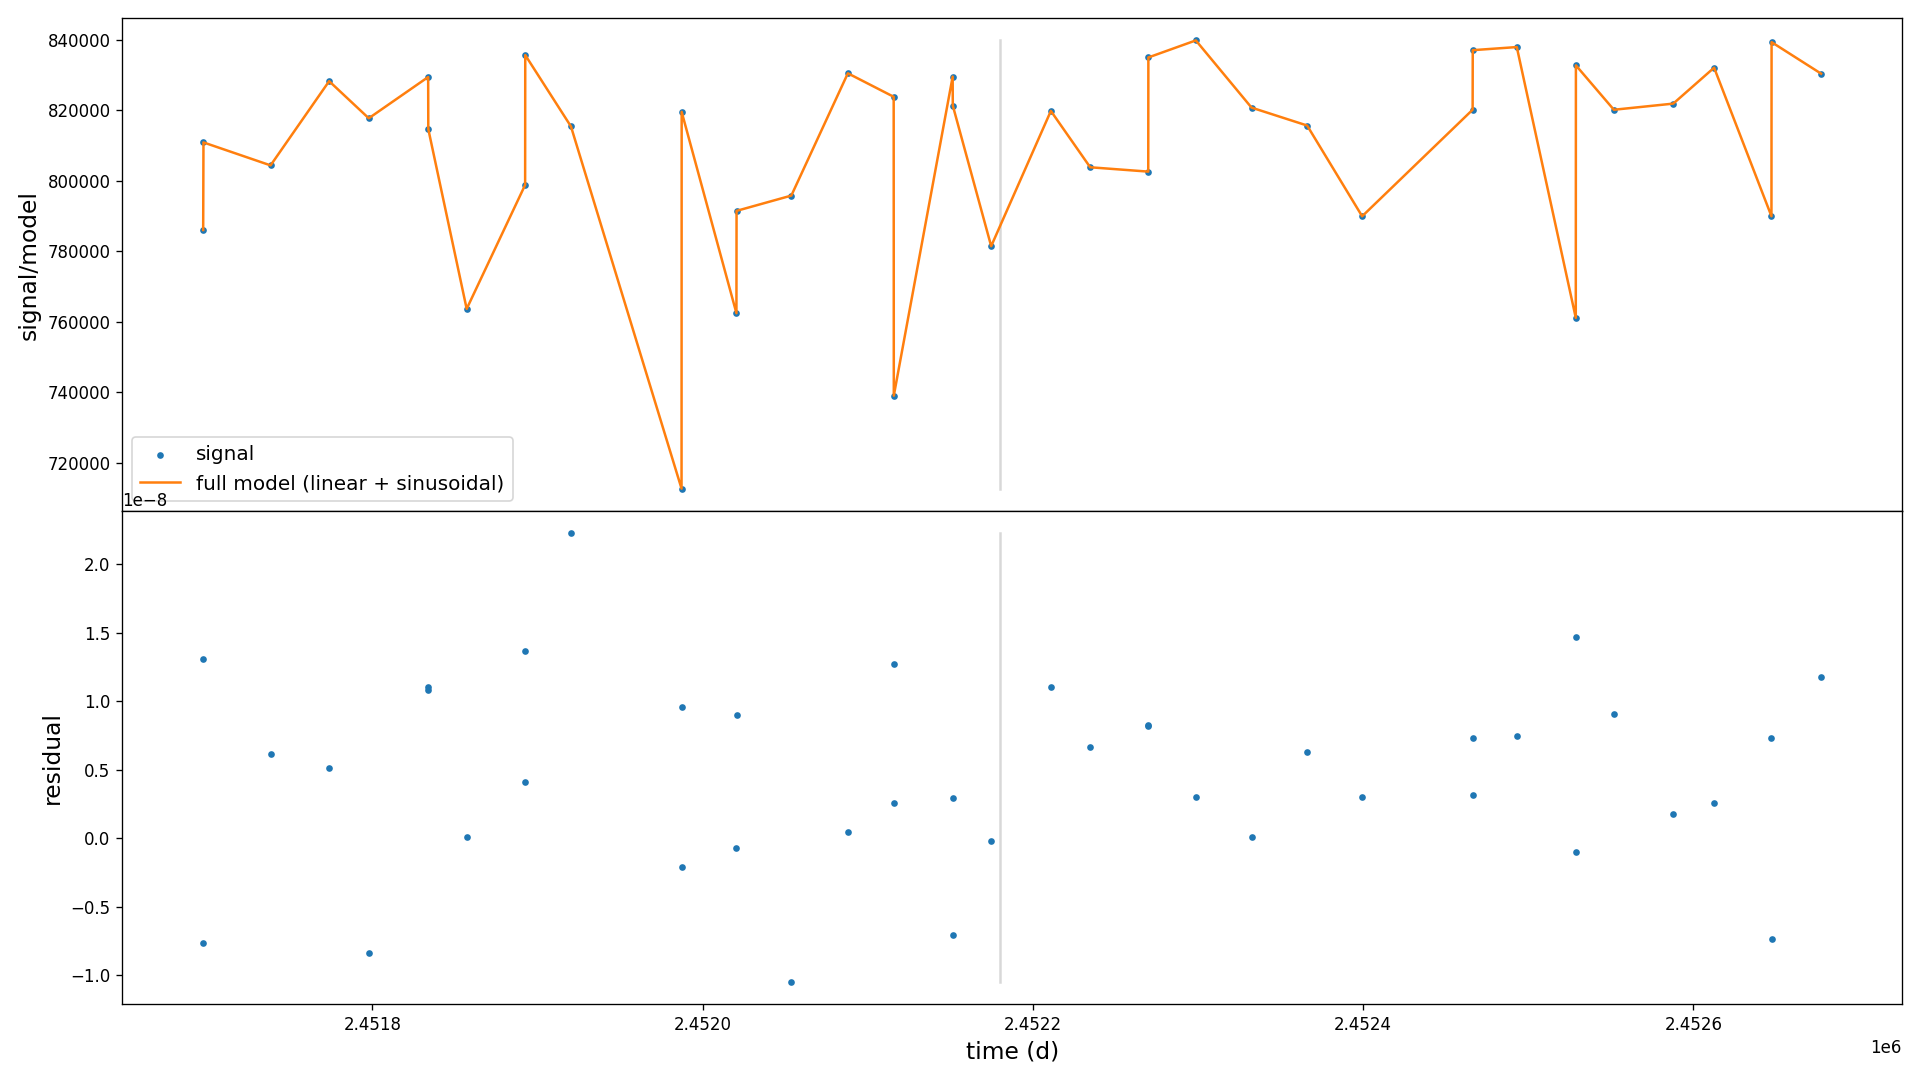 840000
820000
800000
780000
760000
740000
720000
signal/model
signal
full model (linear + sinusoidal)
1e−8
2.0
1.5
1.0
0.5
0.0
−0.5
−1.0
residual
2.4518
2.4520
2.4522
2.4524
2.4526
time (d)
1e6